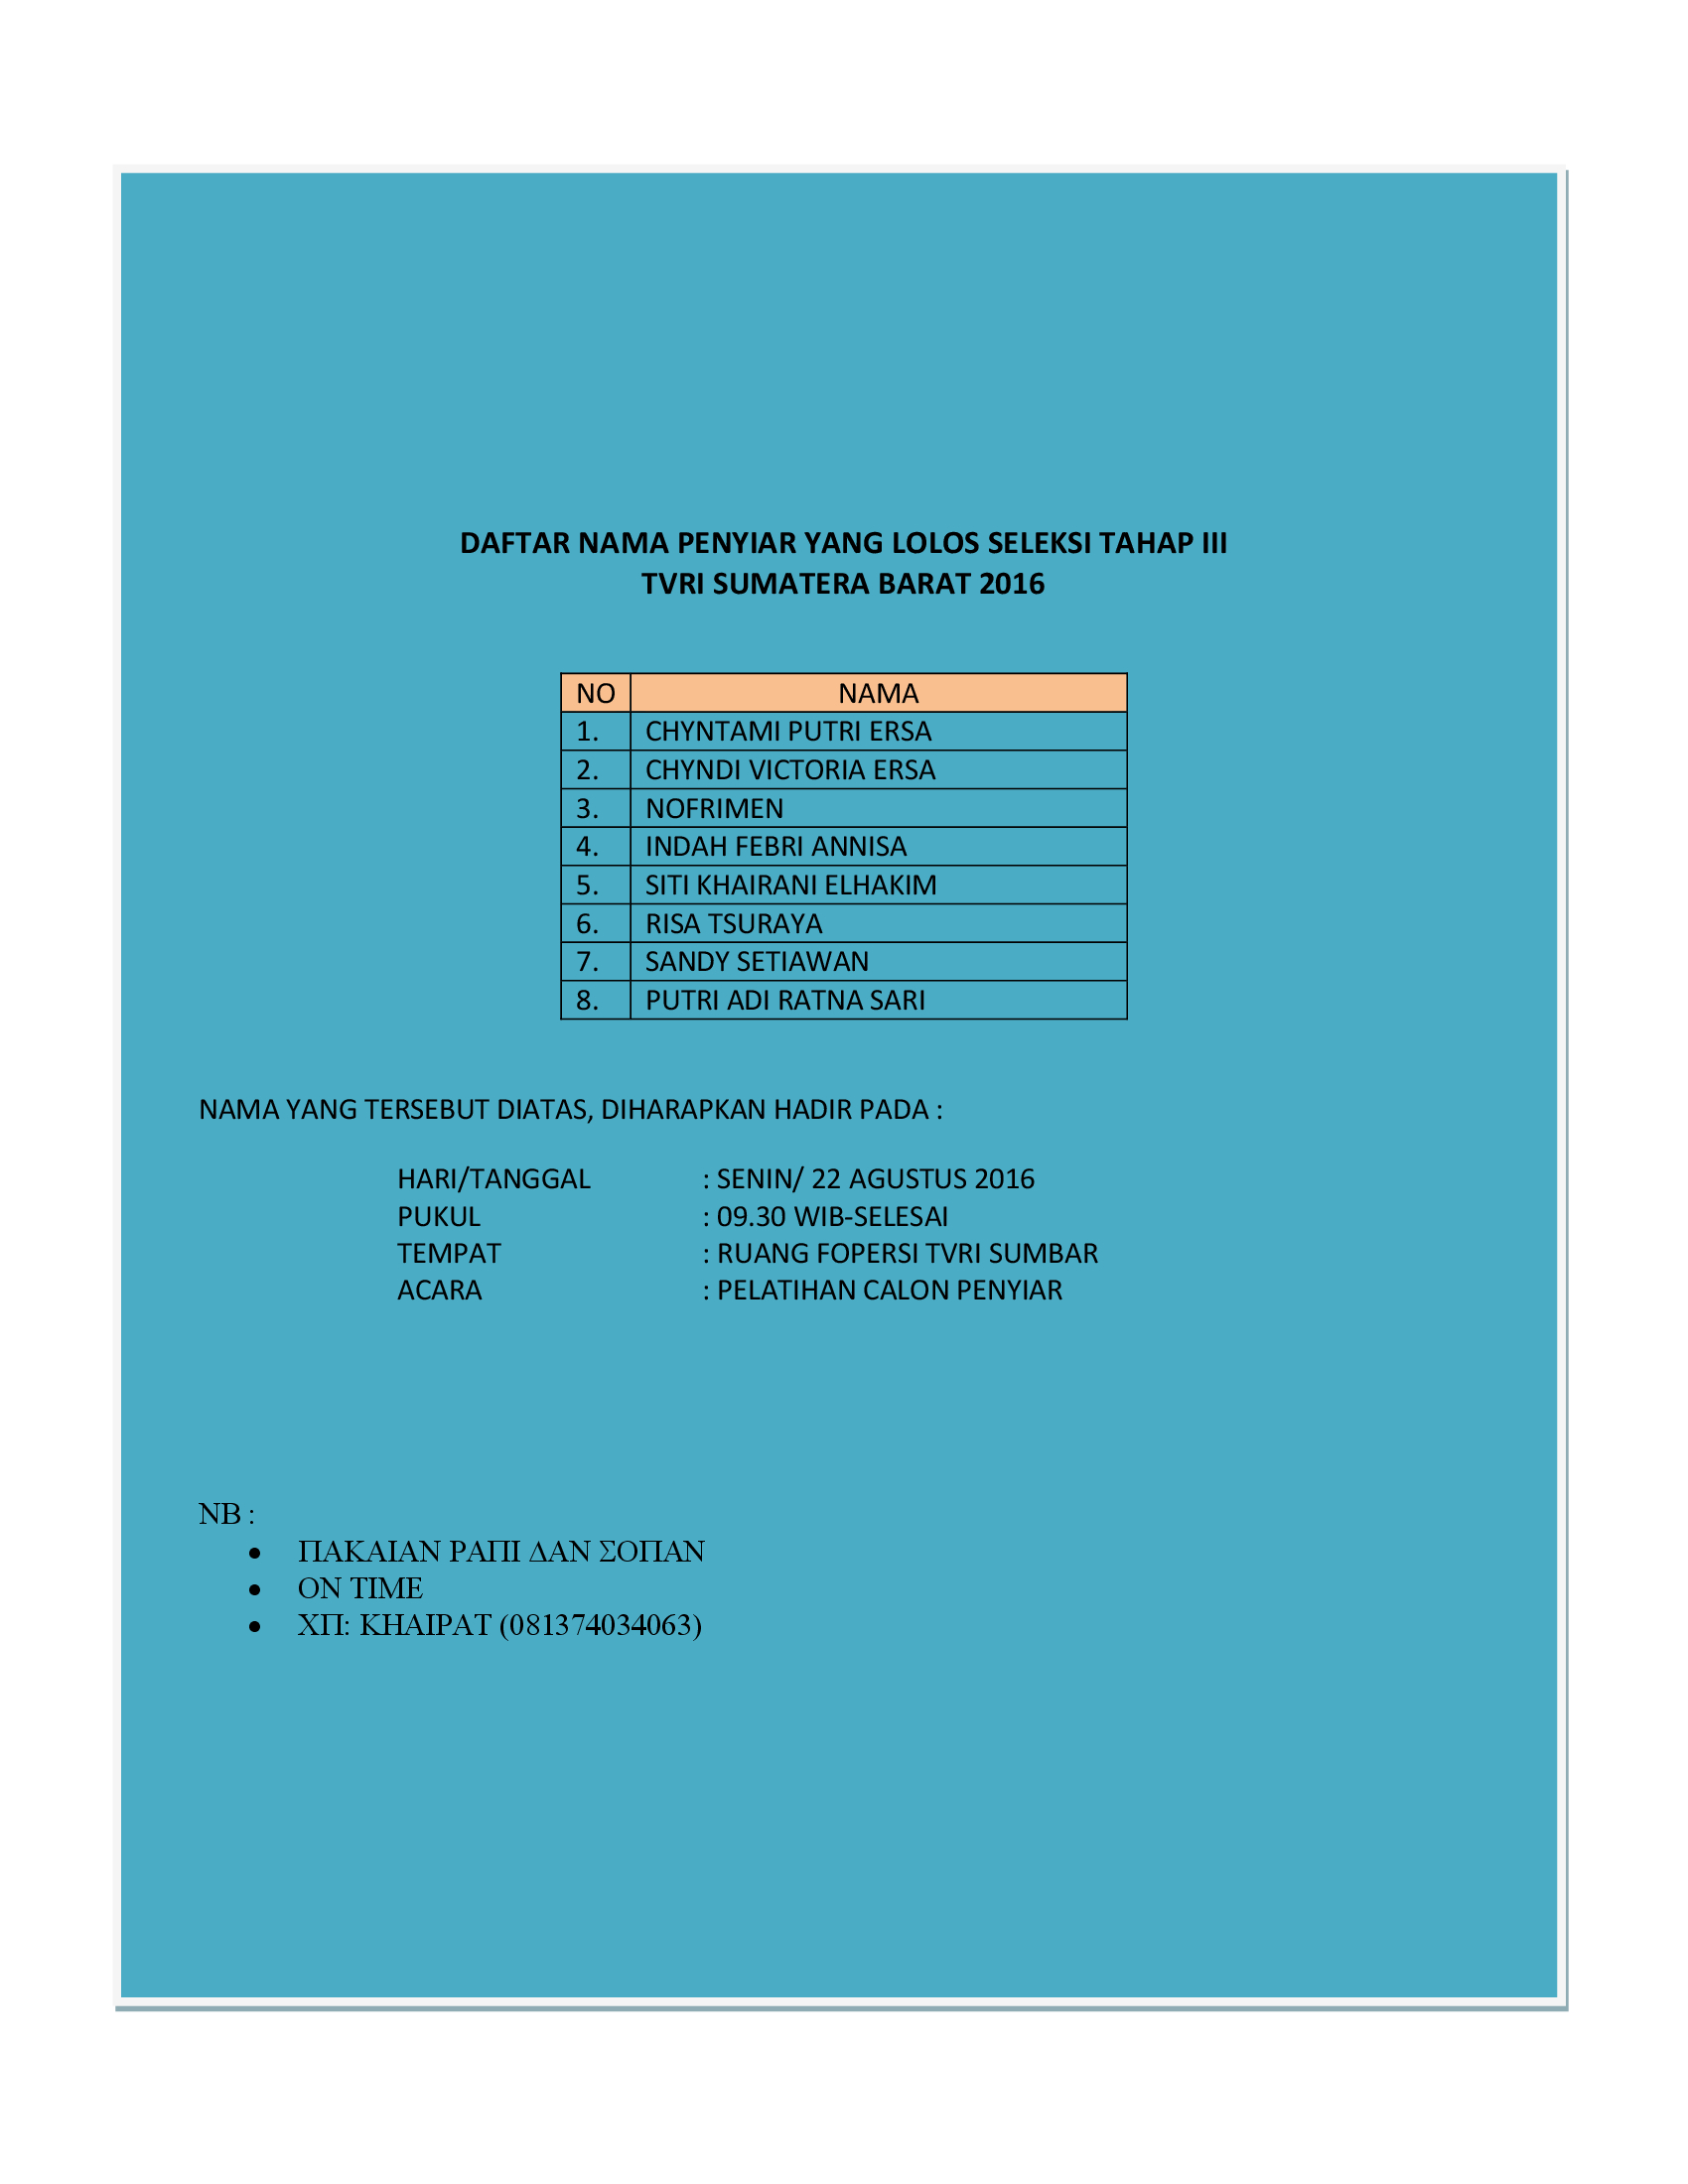 DAFTAR NAMA PENYIAR YANG LOLOS SELEKSI TAHAP III
TVRI SUMATERA BARAT 2016
NO NAMA
1. CHYNTAMI PUTRI ERSA
2. CHYNDI VICTORIA ERSA
3. NOFRIMEN
4. INDAH FEBRI ANNISA
5. SITI KHAIRANI ELHAKIM
6. RISA TSURAYA
7. SANDY SETIAWAN
8. PUTRI ADI RATNA SARI
NAMA YANG TERSEBUT DIATAS, DIHARAPKAN HADIR PADA :
HARI/TANGGAL : SENIN/ 22 AGUSTUS 2016
PUKUL : 09.30 WIB-SELESAI
TEMPAT : RUANG FOPERSI TVRI SUMBAR
ACARA : PELATIHAN CALON PENYIAR
NB :
• ΠΑΚΑΙΑΝ ΡΑΠΙ ΔΑΝ ΣΟΠΑΝ
• ΟΝ ΤΙΜΕ
• ΧΠ: ΚΗΑΙΡΑΤ (081374034063)